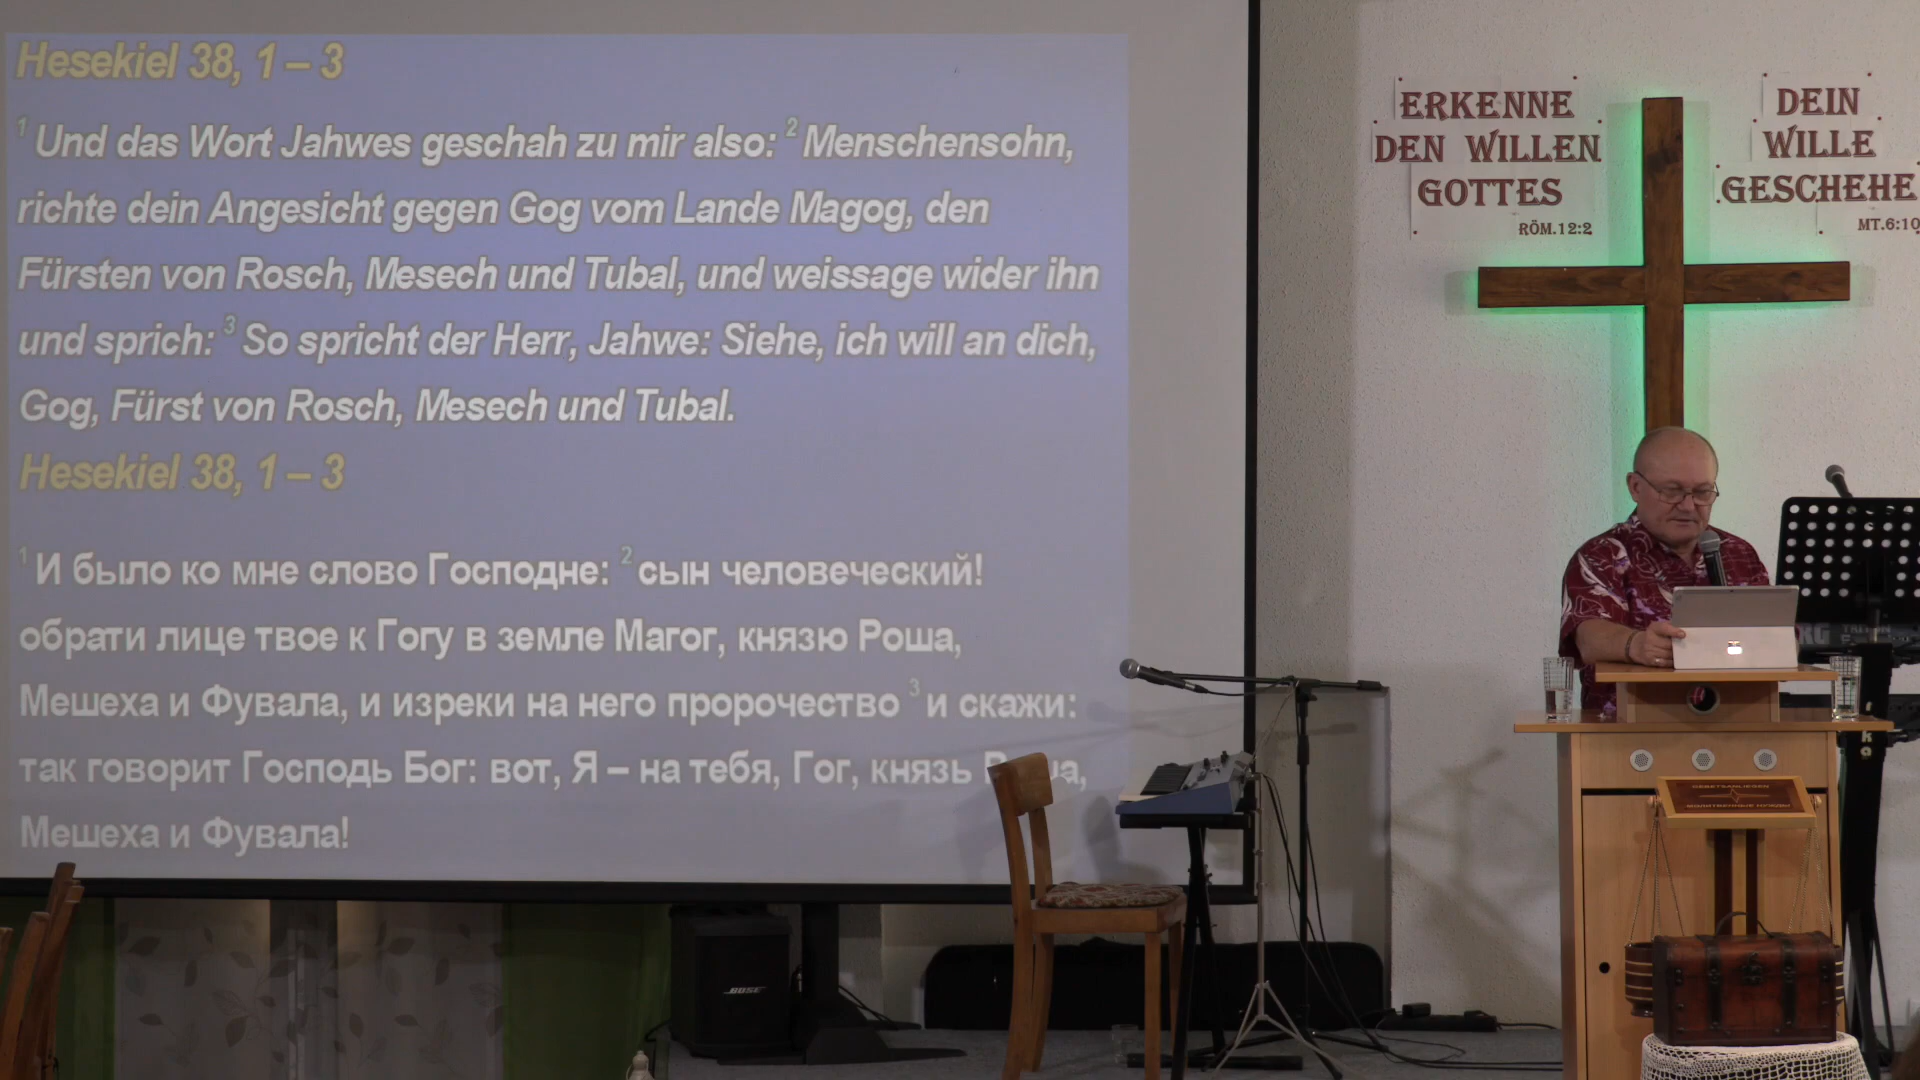 Hesekiel 38, 1 – 3
1 Und das Wort Jahwes geschah zu mir also: 2 Menschensohn,
richte dein Angesicht gegen Gog vom Lande Magog, den
Fürsten von Rosch, Mesech und Tubal, und weissage wider ihn
und sprich: 3 So spricht der Herr, Jahwe: Siehe, ich will an dich,
Gog, Fürst von Rosch, Mesech und Tubal.
Hesekiel 38, 1 – 3
1 И было ко мне слово Господне: 2 сын человеческий!
обрати лице твое к Гогу в земле Магог, князю Роша,
Мешеха и Фувала, и изреки на него пророчество 3 и скажи:
так говорит Господь Бог: вот, Я – на тебя, Гог, князь Роша,
Мешеха и Фувала!
ERKENNE
DEN WILLEN
GOTTES
RÖM.12:2
DEIN
WILLE
GESCHEHE
MT.6:10
BOSE
GEBETSANLIEGEN
МОЛИТВЕННЫЕ НУЖДЫ